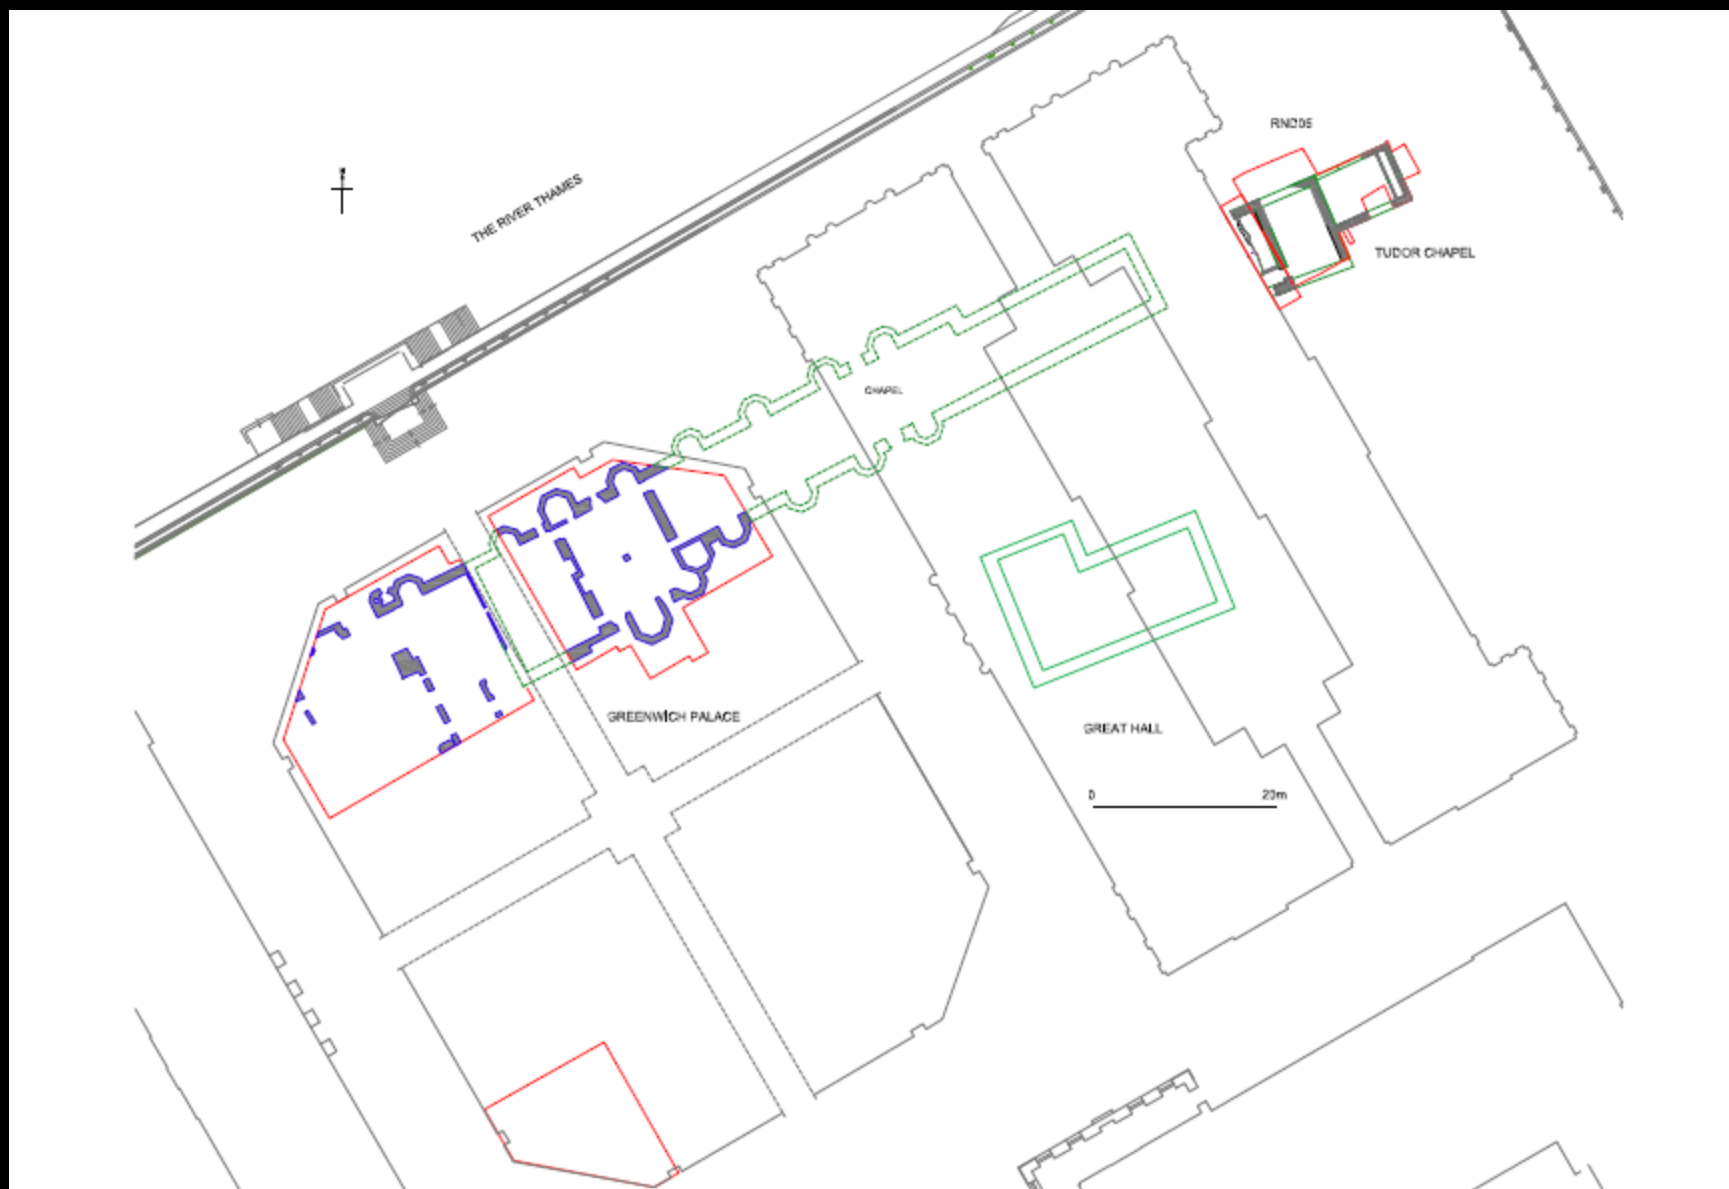 RND05
THE RIVER THAMES
TUDOR CHAPEL
CHAPEL
GREENWICH PALACE
GREAT HALL
0 20m